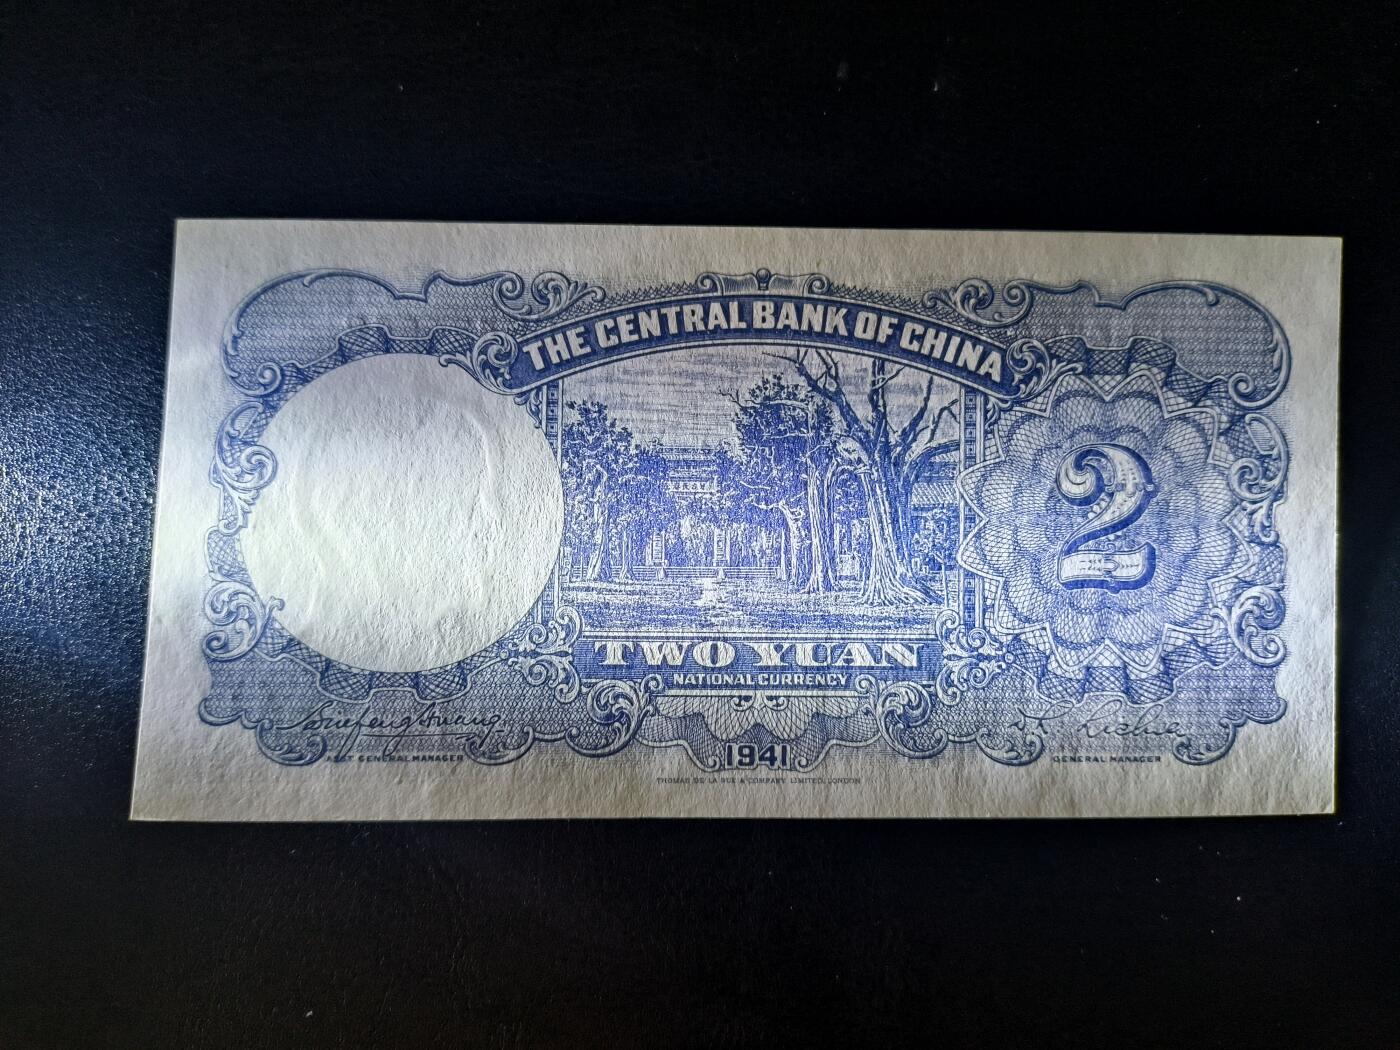 THE CENTRAL BANK OF CHINA
2
TWO YUAN
NATIONAL CURRENCY
ASST. GENERAL MANAGER
GENERAL MANAGER
1941
THOMAS DE LA RUE & COMPANY LIMITED, LONDON